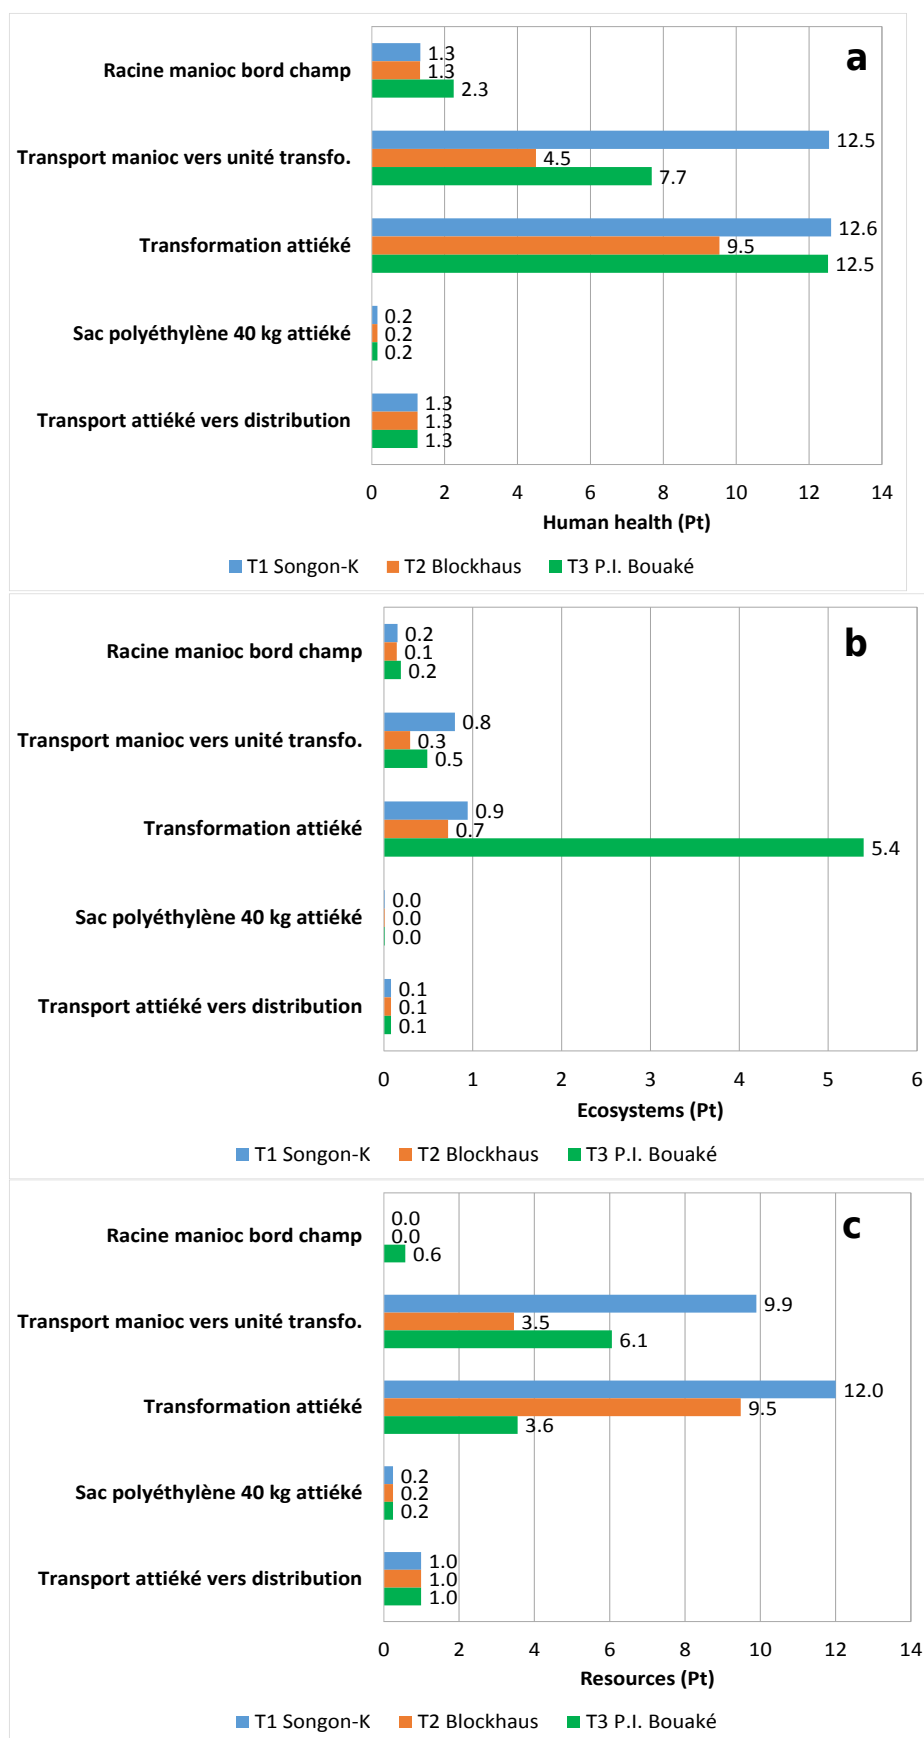 a
Racine manioc bord champ
1.3
1.3
2.3
Transport manioc vers unité transfo.
12.5
4.5
7.7
Transformation attiéké
12.6
9.5
12.5
Sac polyéthylène 40 kg attiéké
0.2
0.2
0.2
Transport attiéké vers distribution
1.3
1.3
1.3
0 2 4 6 8 10 12 14
Human health (Pt)
T1 Songon-K T2 Blockhaus T3 P.I. Bouaké
b
Racine manioc bord champ
0.2
0.1
0.2
Transport manioc vers unité transfo.
0.8
0.3
0.5
Transformation attiéké
0.9
0.7
5.4
Sac polyéthylène 40 kg attiéké
0.0
0.0
0.0
Transport attiéké vers distribution
0.1
0.1
0.1
0 1 2 3 4 5 6
Ecosystems (Pt)
T1 Songon-K T2 Blockhaus T3 P.I. Bouaké
c
Racine manioc bord champ
0.0
0.0
0.6
Transport manioc vers unité transfo.
9.9
3.5
6.1
Transformation attiéké
12.0
9.5
3.6
Sac polyéthylène 40 kg attiéké
0.2
0.2
0.2
Transport attiéké vers distribution
1.0
1.0
1.0
0 2 4 6 8 10 12 14
Resources (Pt)
T1 Songon-K T2 Blockhaus T3 P.I. Bouaké